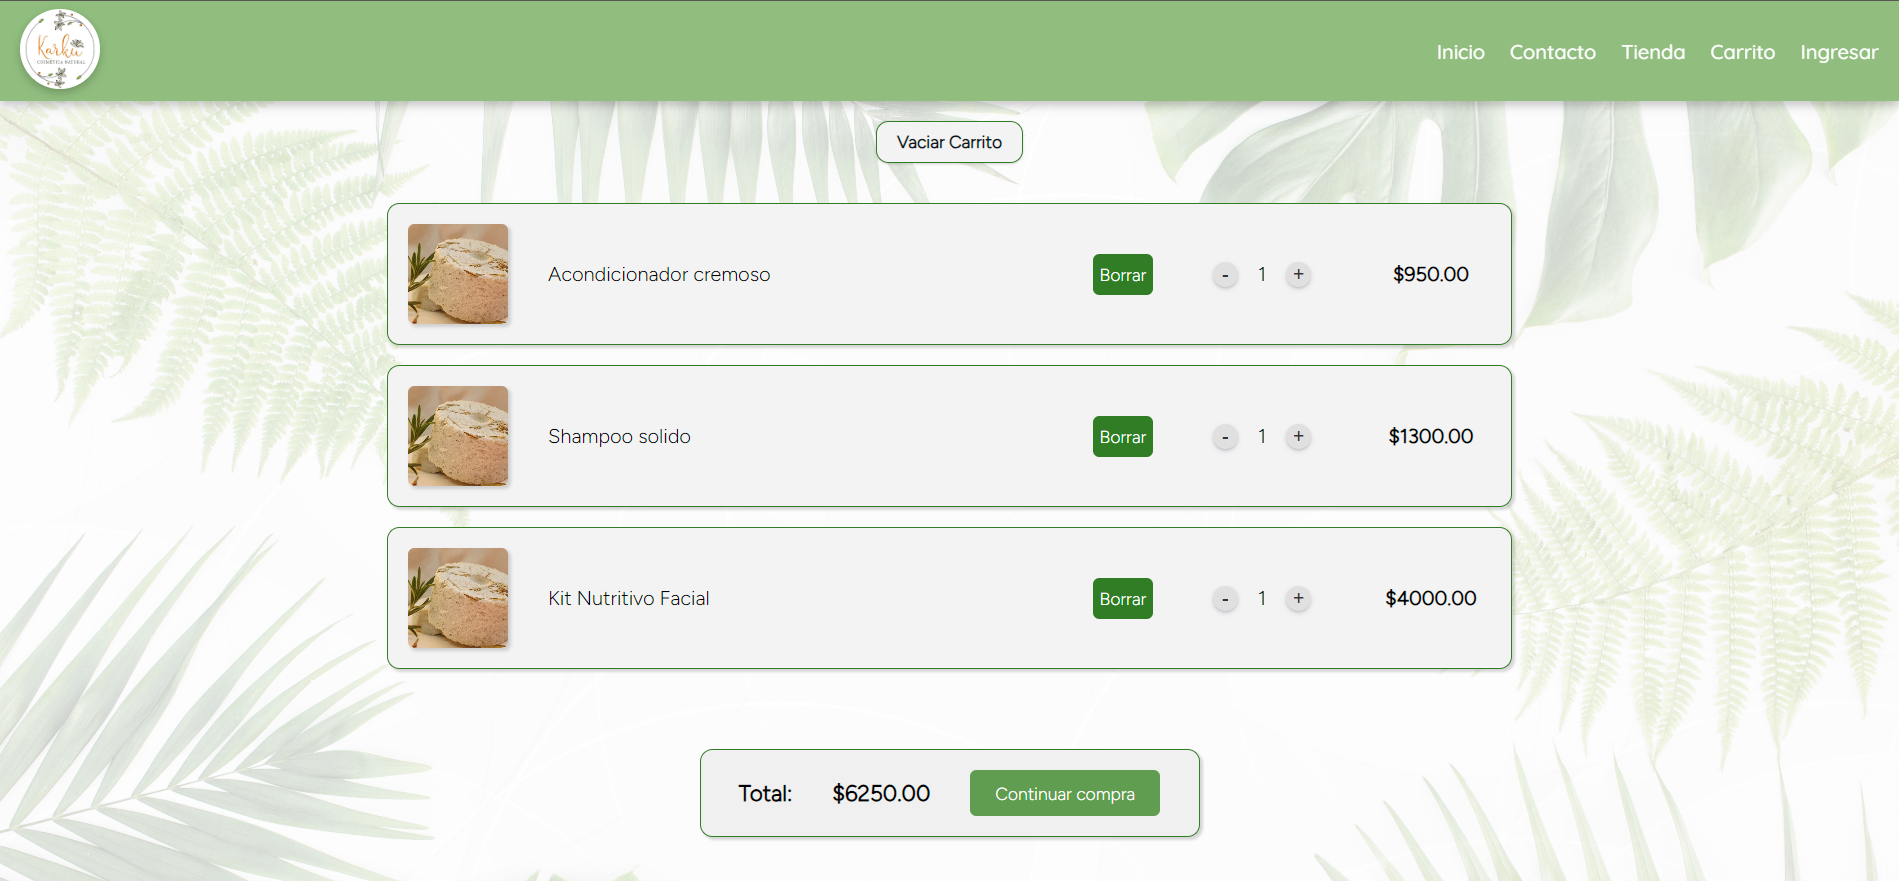 Karku
COSMETICA NATURAL
Inicio Contacto Tienda Carrito Ingresar
Vaciar Carrito
Acondicionador cremoso Borrar - 1 + $950.00
Shampoo solido Borrar - 1 + $1300.00
Kit Nutritivo Facial Borrar - 1 + $4000.00
Total: $6250.00 Continuar compra